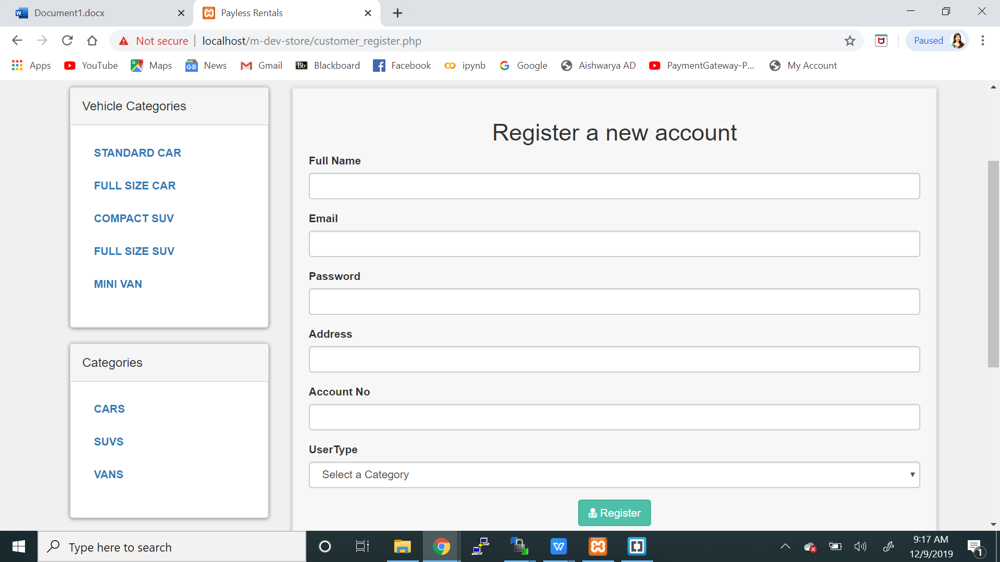 Document1.docx
Payless Rentals
Not secure
localhost/m-dev-store/customer_register.php
Paused
Apps
YouTube
Maps
News
Gmail
Bb
Blackboard
Facebook
ipynb
Google
Aishwarya AD
PaymentGateway-P...
My Account
Vehicle Categories
STANDARD CAR
FULL SIZE CAR
COMPACT SUV
FULL SIZE SUV
MINI VAN
Categories
CARS
SUVS
VANS
Register a new account
Full Name
Email
Password
Address
Account No
UserType
Select a Category
Register
Type here to search
9:17 AM
12/9/2019
1